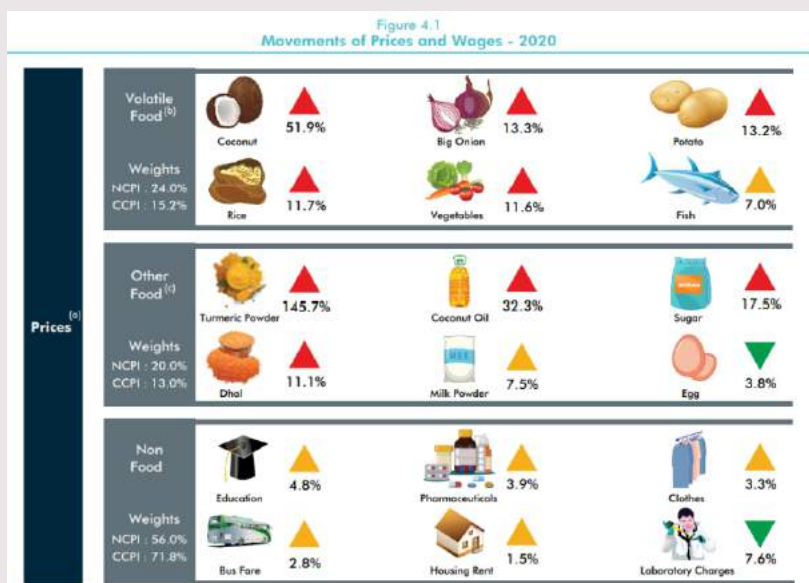 Figure 4.1
Movements of Prices and Wages - 2020
Prices (a)
Volatile
Food (b)
Weights
NCPI : 24.0%
CCPI : 15.2%
Coconut
51.9%
Big Onion
13.3%
Potato
13.2%
Rice
11.7%
Vegetables
11.6%
Fish
7.0%
Other
Food (c)
Weights
NCPI : 20.0%
CCPI : 13.0%
Turmeric Powder
145.7%
Coconut Oil
32.3%
Sugar
17.5%
Dhal
11.1%
Milk Powder
7.5%
Egg
3.8%
Non
Food
Weights
NCPI : 56.0%
CCPI : 71.8%
Education
4.8%
Pharmaceuticals
3.9%
Clothes
3.3%
Bus Fare
2.8%
Housing Rent
1.5%
Laboratory Charges
7.6%